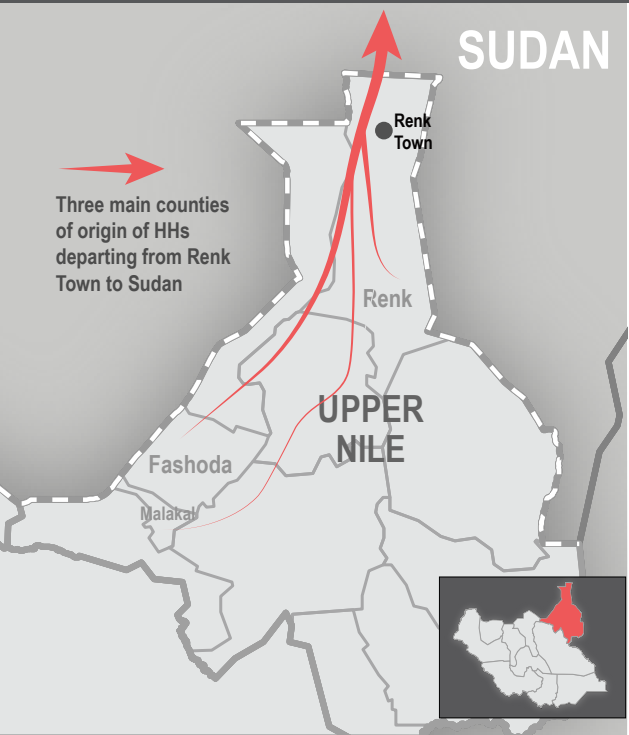 SUDAN
Renk
Town
Three main counties
of origin of HHs
departing from Renk
Town to Sudan
Renk
UPPER
NILE
Fashoda
Malakal